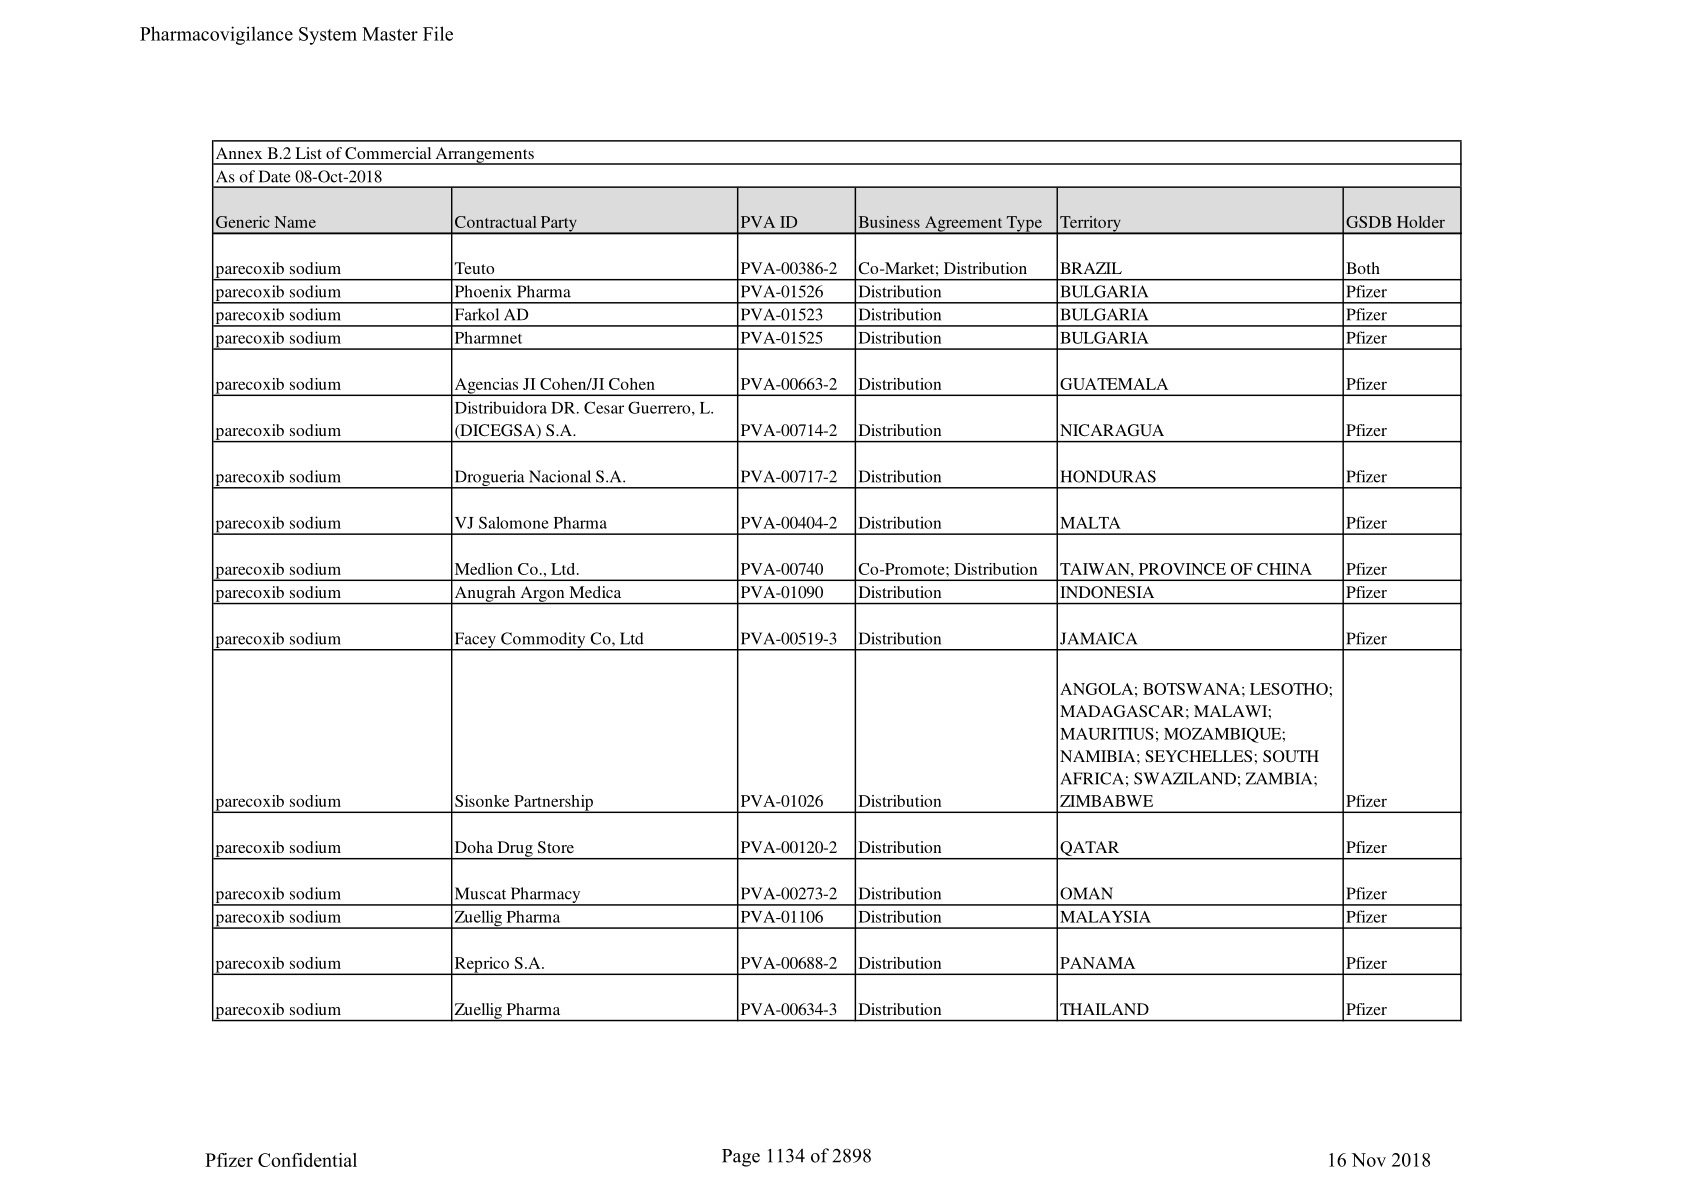 Pharmacovigilance System Master File
Annex B.2 List of Commercial Arrangements
As of Date 08-Oct-2018
Generic Name Contractual Party PVA ID Business Agreement Type Territory GSDB Holder
parecoxib sodium Teuto PVA-00386-2 Co-Market; Distribution BRAZIL Both
parecoxib sodium Phoenix Pharma PVA-01526 Distribution BULGARIA Pfizer
parecoxib sodium Farkol AD PVA-01523 Distribution BULGARIA Pfizer
parecoxib sodium Pharmnet PVA-01525 Distribution BULGARIA Pfizer
parecoxib sodium Agencias JI Cohen/JI Cohen PVA-00663-2 Distribution GUATEMALA Pfizer
Distribuidora DR. Cesar Guerrero, L.
parecoxib sodium (DICEGSA) S.A. PVA-00714-2 Distribution NICARAGUA Pfizer
parecoxib sodium Drogueria Nacional S.A. PVA-00717-2 Distribution HONDURAS Pfizer
parecoxib sodium VJ Salomone Pharma PVA-00404-2 Distribution MALTA Pfizer
parecoxib sodium Medlion Co., Ltd. PVA-00740 Co-Promote; Distribution TAIWAN, PROVINCE OF CHINA Pfizer
parecoxib sodium Anugrah Argon Medica PVA-01090 Distribution INDONESIA Pfizer
parecoxib sodium Facey Commodity Co, Ltd PVA-00519-3 Distribution JAMAICA Pfizer
ANGOLA; BOTSWANA; LESOTHO;
MADAGASCAR; MALAWI;
MAURITIUS; MOZAMBIQUE;
NAMIBIA; SEYCHELLES; SOUTH
AFRICA; SWAZILAND; ZAMBIA;
parecoxib sodium Sisonke Partnership PVA-01026 Distribution ZIMBABWE Pfizer
parecoxib sodium Doha Drug Store PVA-00120-2 Distribution QATAR Pfizer
parecoxib sodium Muscat Pharmacy PVA-00273-2 Distribution OMAN Pfizer
parecoxib sodium Zuellig Pharma PVA-01106 Distribution MALAYSIA Pfizer
parecoxib sodium Reprico S.A. PVA-00688-2 Distribution PANAMA Pfizer
parecoxib sodium Zuellig Pharma PVA-00634-3 Distribution THAILAND Pfizer
Pfizer Confidential Page 1134 of 2898 16 Nov 2018